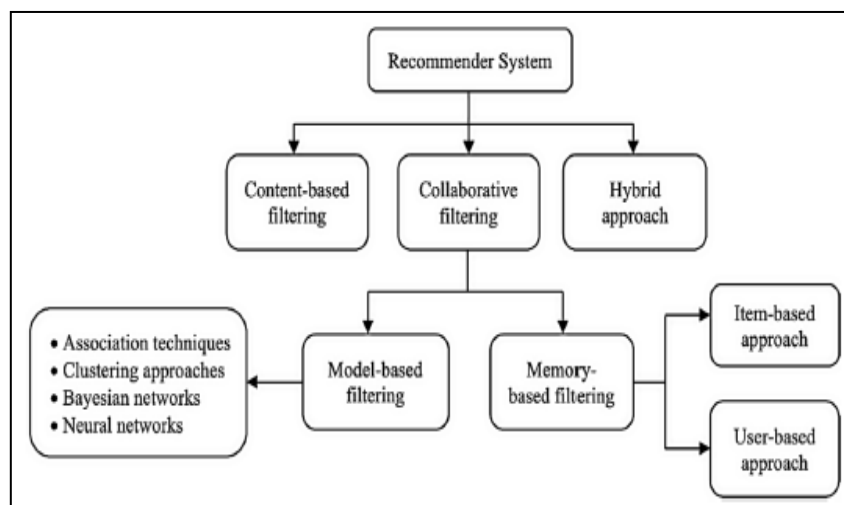 Recommender System
Content-based
filtering
Collaborative
filtering
Hybrid
approach
• Association techniques
• Clustering approaches
• Bayesian networks
• Neural networks
Model-based
filtering
Memory-
based filtering
Item-based
approach
User-based
approach